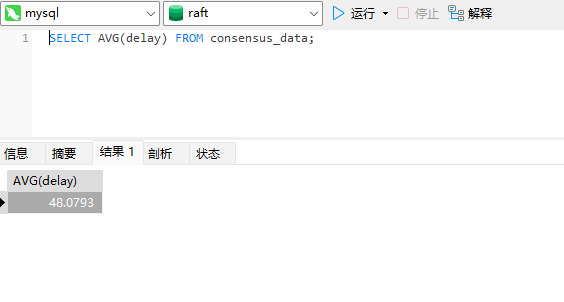 mysql raft 运行 停止 解释
1 SELECT AVG(delay) FROM consensus_data;
信息 摘要 结果 1 剖析 状态
AVG(delay)
48.0793